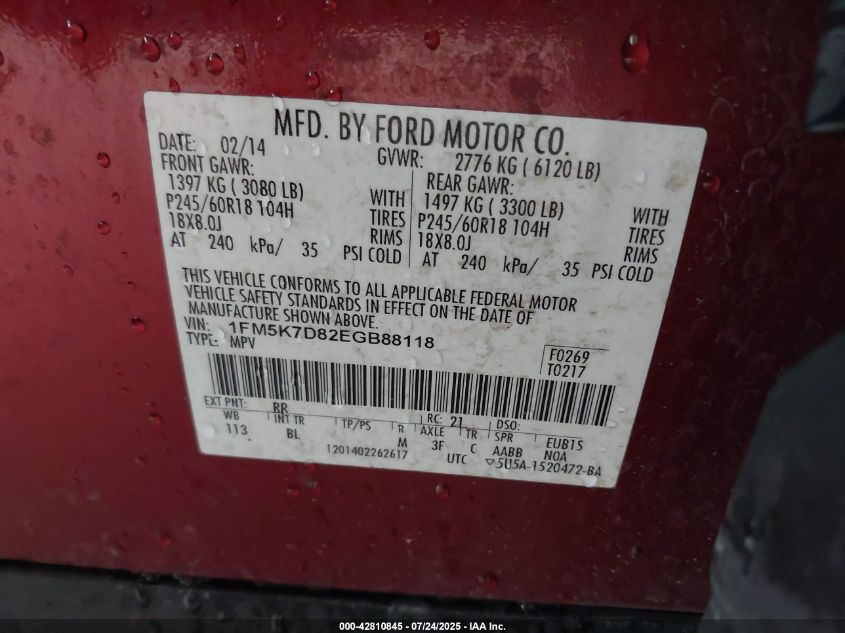 MFD. BY FORD MOTOR CO.
DATE: 02/14 GVWR: 2776 KG ( 6120 LB)
FRONT GAWR: REAR GAWR:
1397 KG ( 3080 LB) WITH 1497 KG ( 3300 LB) WITH
P245/60R18 104H TIRES P245/60R18 104H TIRES
18X8.0J RIMS 18X8.0J RIMS
AT 240 kPa/ 35 PSI COLD AT 240 kPa/ 35 PSI COLD
THIS VEHICLE CONFORMS TO ALL APPLICABLE FEDERAL MOTOR
VEHICLE SAFETY STANDARDS IN EFFECT ON THE DATE OF
MANUFACTURE SHOWN ABOVE.
VIN: 1FM5K7D82EGB88118
TYPE: MPV
F0269
T0217
EXT PNT: RR RC: 21 DSO:
WB INT TR TP/PS R AXLE TR SPR EUB1S
113 BL M 3F C AABB NOA
1201402262617 UTC ▽5U5A-1520472-BA
000-42810845 / 07/24/2025 - IAA Inc.